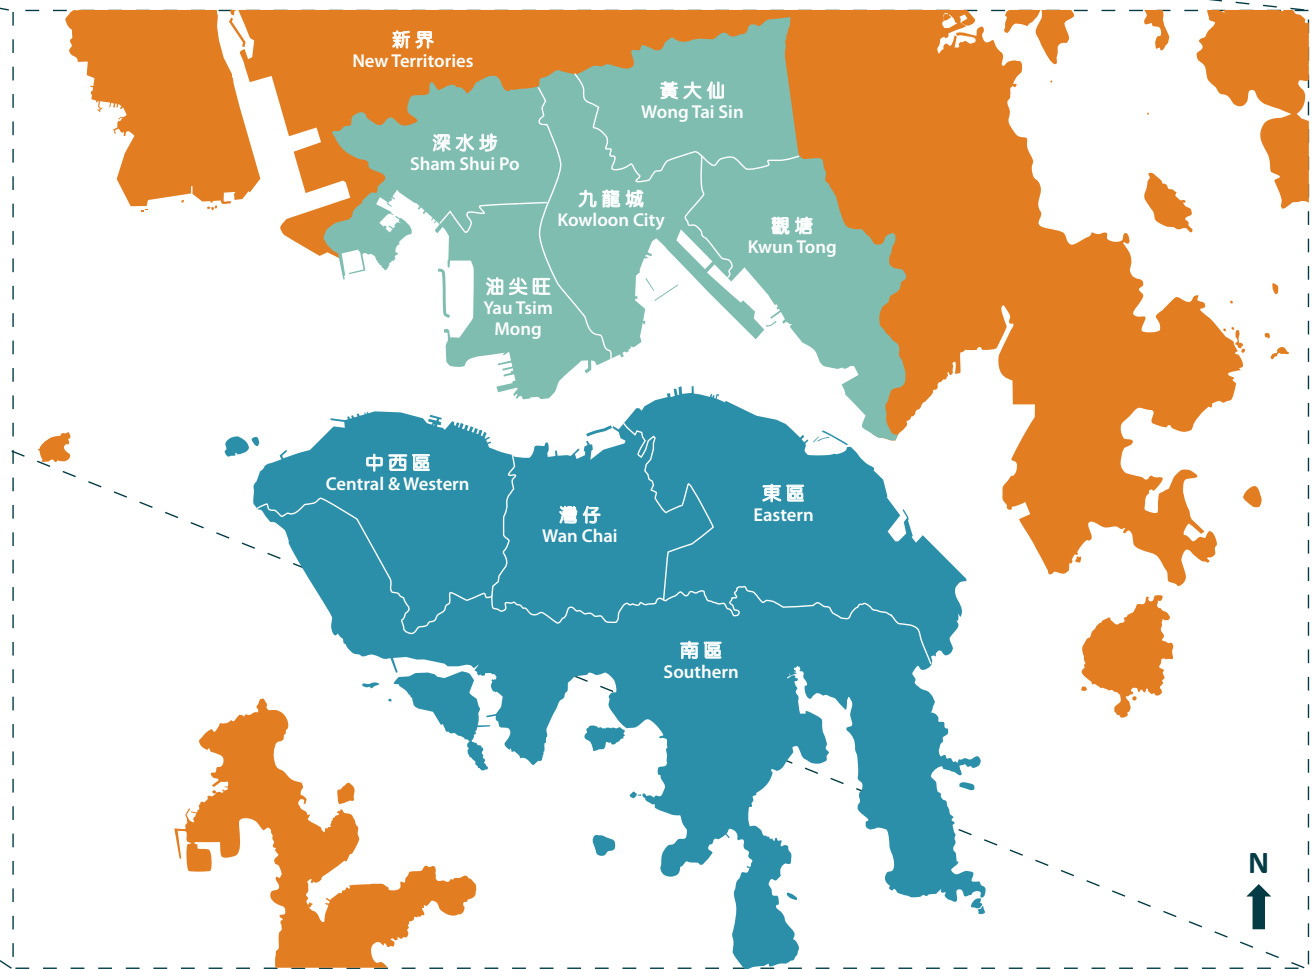 新界
New Territories
黃大仙
Wong Tai Sin
深水埗
Sham Shui Po
九龍城
Kowloon City
觀塘
Kwun Tong
油尖旺
Yau Tsim
Mong
中西區
Central & Western
灣仔
Wan Chai
東區
Eastern
南區
Southern
N